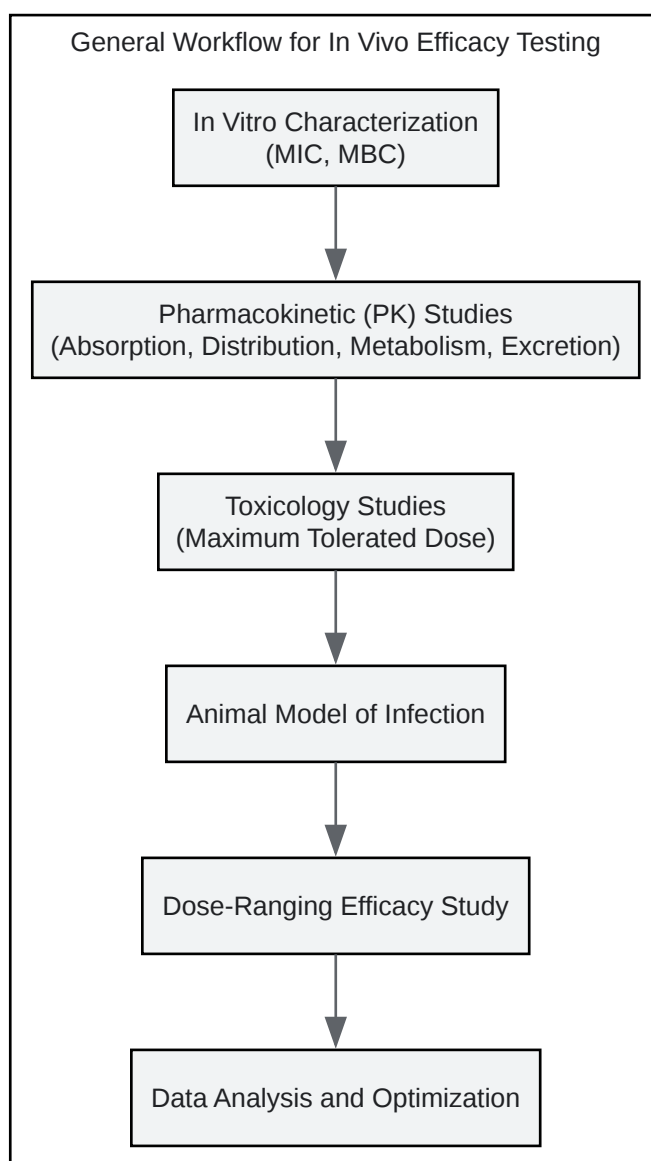 General Workflow for In Vivo Efficacy Testing
In Vitro Characterization
(MIC, MBC)
Pharmacokinetic (PK) Studies
(Absorption, Distribution, Metabolism, Excretion)
Toxicology Studies
(Maximum Tolerated Dose)
Animal Model of Infection
Dose-Ranging Efficacy Study
Data Analysis and Optimization